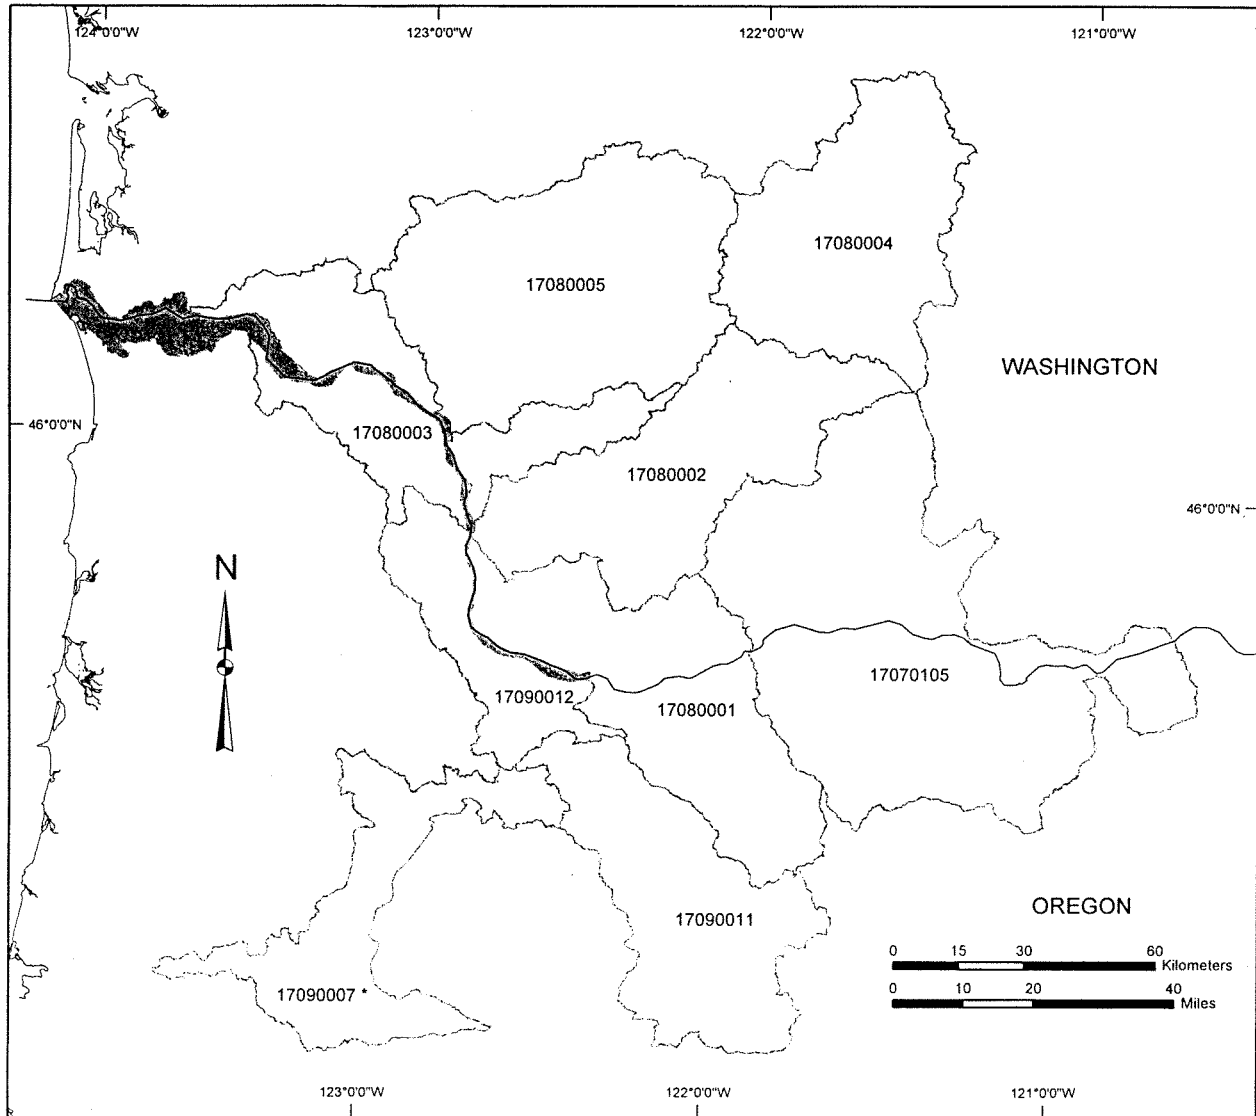 124°0'0"W 123°0'0"W 122°0'0"W 121°0'0"W
17080004
17080005
WASHINGTON
46°0'0"N
17080003
17080002
46°0'0"N
N
17070105
17090012
17080001
OREGON
17090011
0 15 30 60
Kilometers
0 10 20 40
Miles
17090007 *
123°0'0"W 122°0'0"W 121°0'0"W